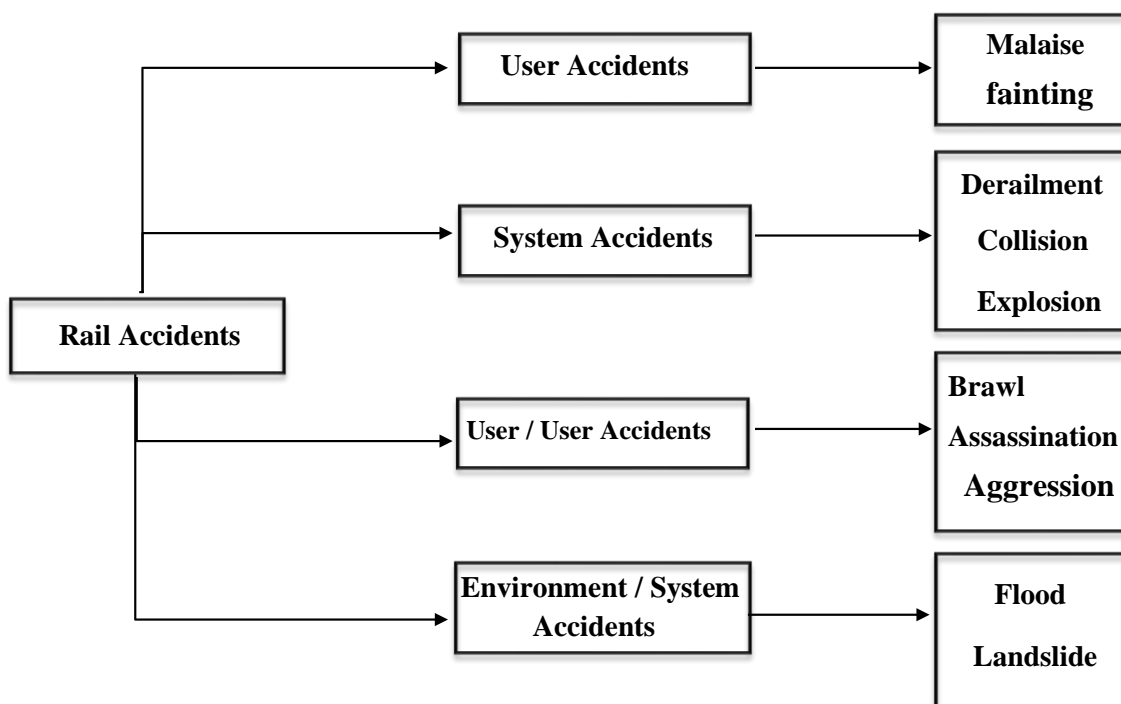 User Accidents
Malaise
fainting
System Accidents
Derailment
Collision
Explosion
Rail Accidents
User / User Accidents
Brawl
Assassination
Aggression
Environment / System
Accidents
Flood
Landslide